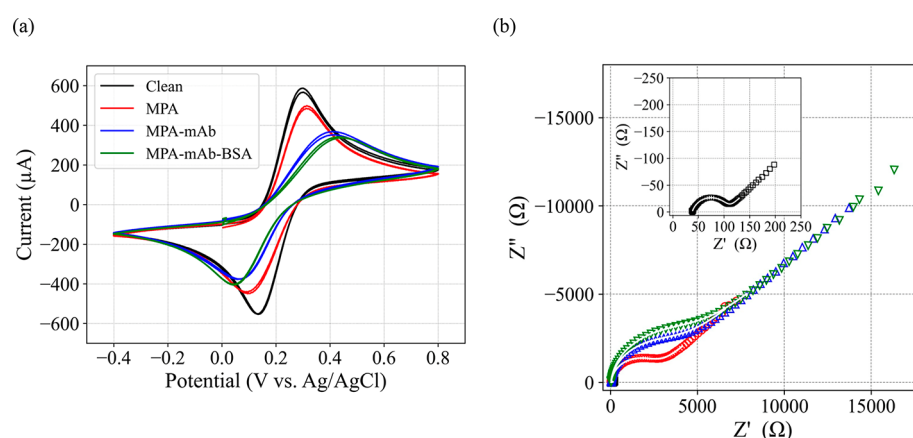 (a)
(b)
600
400
200
0
−200
−400
−600
Current (µA)
Clean
MPA
MPA-mAb
MPA-mAb-BSA
−0.4
−0.2
0.0
0.2
0.4
0.6
0.8
Potential (V vs. Ag/AgCl)
−15000
−10000
−5000
0
Z" (Ω)
−250
−200
−150
−100
−50
0
Z" (Ω)
0
50
100
150
200
250
Z' (Ω)
0
5000
10000
15000
Z' (Ω)